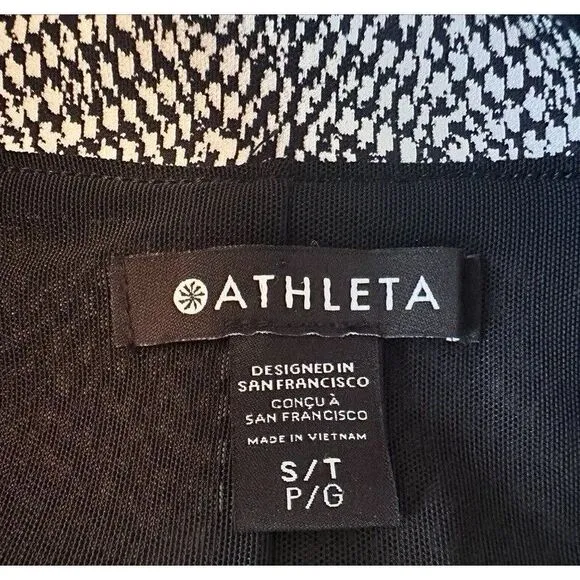 ATHLETA
DESIGNED IN
SAN FRANCISCO
CONÇU À
SAN FRANCISCO
MADE IN VIETNAM
S/T
P/G